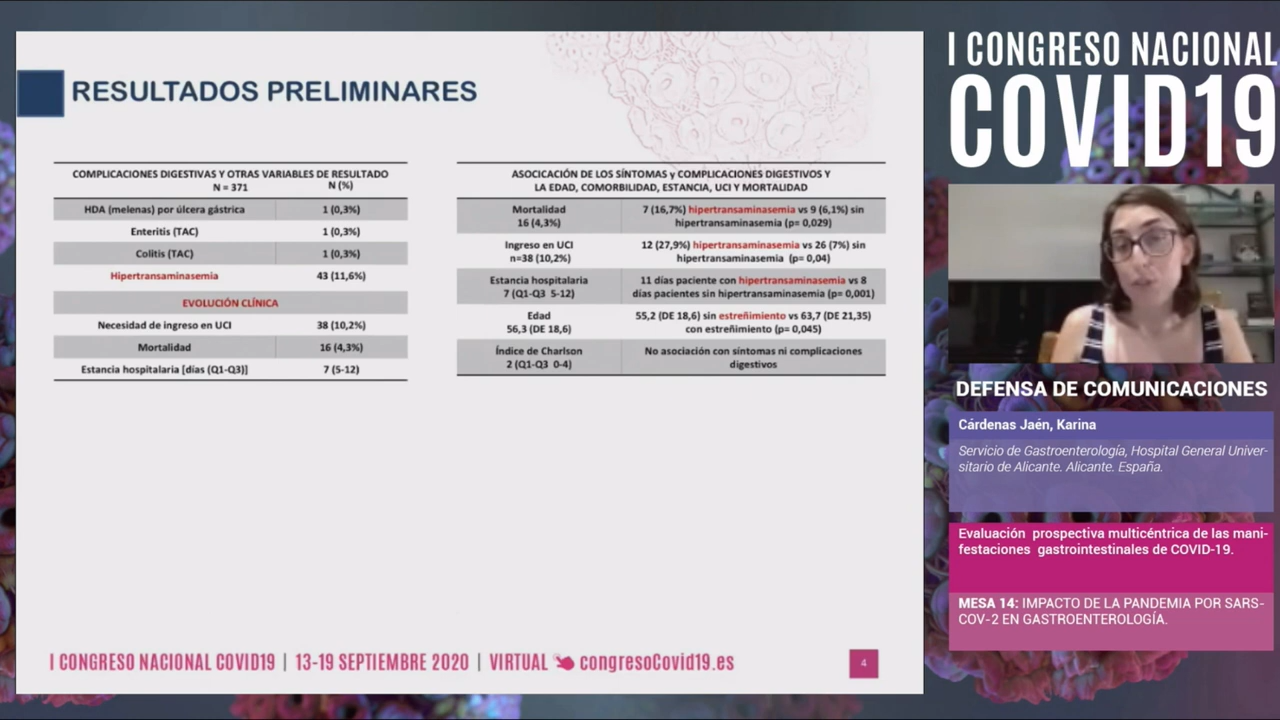 RESULTADOS PRELIMINARES
COMPLICACIONES DIGESTIVAS Y OTRAS VARIABLES DE RESULTADO
N = 371 N (%)
HDA (melenas) por úlcera gástrica 1 (0,3%)
Enteritis (TAC) 1 (0,3%)
Colitis (TAC) 1 (0,3%)
Hipertransaminasemia 43 (11,6%)
EVOLUCIÓN CLÍNICA
Necesidad de ingreso en UCI 38 (10,2%)
Mortalidad 16 (4,3%)
Estancia hospitalaria [días (Q1-Q3)] 7 (5-12)
ASOCICACIÓN DE LOS SÍNTOMAS y COMPLICACIONES DIGESTIVOS Y
LA EDAD, COMORBILIDAD, ESTANCIA, UCI Y MORTALIDAD
Mortalidad 7 (16,7%) hipertransaminasemia vs 9 (6,1%) sin
16 (4,3%) hipertransaminasemia (p= 0,029)
Ingreso en UCI 12 (27,9%) hipertransaminasemia vs 26 (7%) sin
n=38 (10,2%) hipertransaminasemia (p= 0,04)
Estancia hospitalaria 11 días paciente con hipertransaminasemia vs 8
7 (Q1-Q3 5-12) días pacientes sin hipertransaminasemia (p= 0,001)
Edad 55,2 (DE 18,6) sin estreñimiento vs 63,7 (DE 21,35)
56,3 (DE 18,6) con estreñimiento (p= 0,045)
Índice de Charlson No asociación con síntomas ni complicaciones
2 (Q1-Q3 0-4) digestivos
I CONGRESO NACIONAL COVID19 | 13-19 SEPTIEMBRE 2020 | VIRTUAL congresoCovid19.es
4
I CONGRESO NACIONAL
COVID19
DEFENSA DE COMUNICACIONES
Cárdenas Jaén, Karina
Servicio de Gastroenterología, Hospital General Univer-
sitario de Alicante. Alicante. España.
Evaluación prospectiva multicéntrica de las mani-
festaciones gastrointestinales de COVID-19.
MESA 14: IMPACTO DE LA PANDEMIA POR SARS-
COV-2 EN GASTROENTEROLOGÍA.